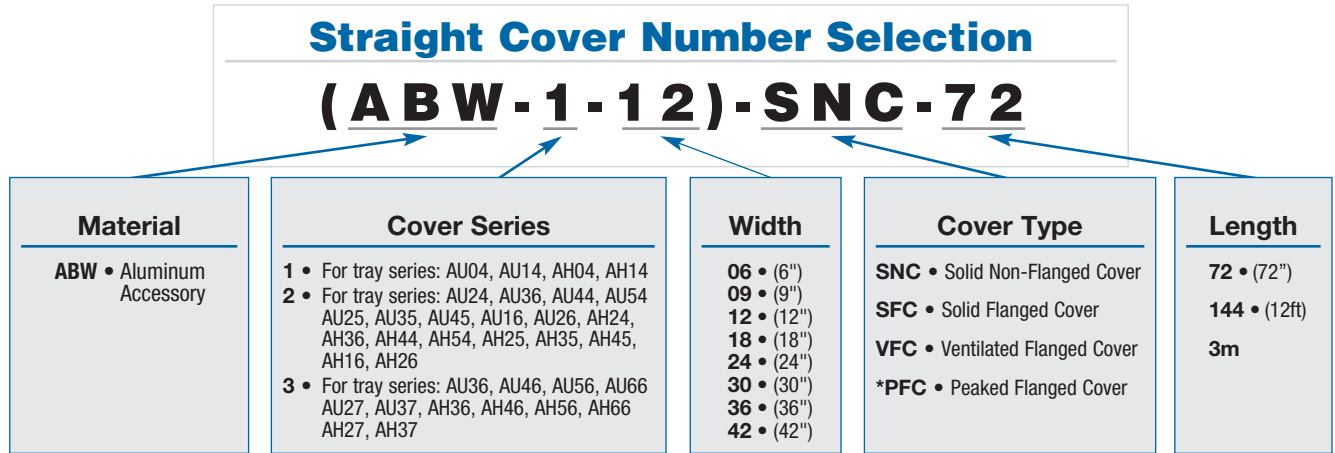 Straight Cover Number Selection
(ABW-1-12)-SNC-72
Material
ABW • Aluminum
Accessory
Cover Series
1 • For tray series: AU04, AU14, AH04, AH14
2 • For tray series: AU24, AU36, AU44, AU54
AU25, AU35, AU45, AU16, AU26, AH24,
AH36, AH44, AH54, AH25, AH35, AH45,
AH16, AH26
3 • For tray series: AU36, AU46, AU56, AU66
AU27, AU37, AH36, AH46, AH56, AH66
AH27, AH37
Width
06 • (6")
09 • (9")
12 • (12")
18 • (18")
24 • (24")
30 • (30")
36 • (36")
42 • (42")
Cover Type
SNC • Solid Non-Flanged Cover
SFC • Solid Flanged Cover
VFC • Ventilated Flanged Cover
*PFC • Peaked Flanged Cover
Length
72 • (72”)
144 • (12ft)
3m